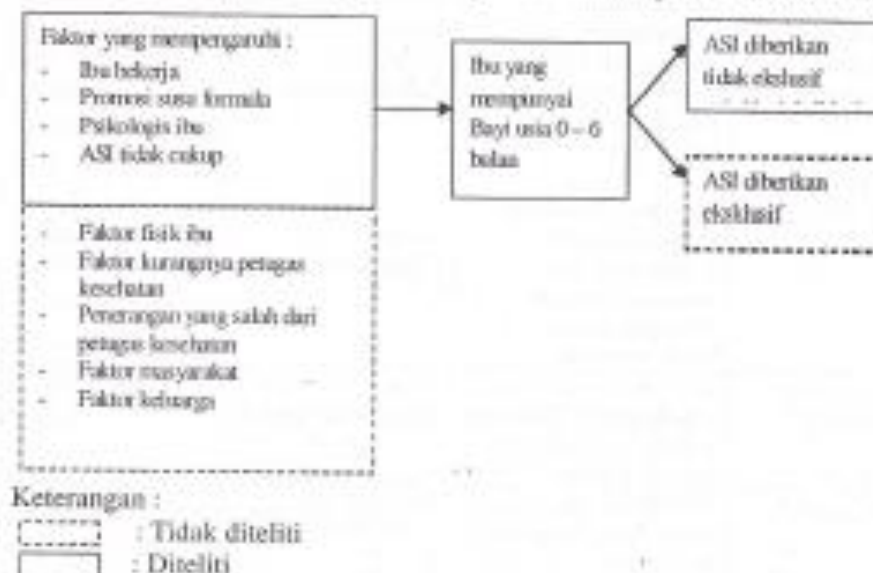 Faktor yang mempengaruhi :
- Ibu bekerja
- Promosi susu formula
- Psikologis ibu
- ASI tidak cukup
- Faktor fisik ibu
- Faktor kurangnya petugas
kesehatan
- Penerangan yang salah dari
petugas kesehatan
- Faktor masyarakat
- Faktor keluarga
Ibu yang
mempunyai
Bayi usia 0 – 6
bulan
ASI diberikan
tidak ekslusif
ASI diberikan
eksklusif
Keterangan :
: Tidak diteliti
: Diteliti